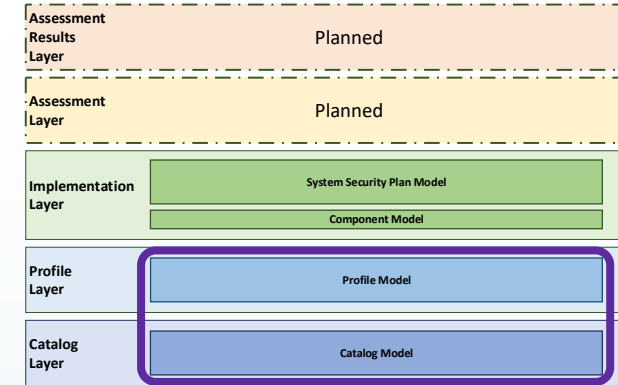 Assessment
Results
Layer
Planned
Assessment
Layer
Planned
Implementation
Layer
System Security Plan Model
Component Model
Profile
Layer
Profile Model
Catalog
Layer
Catalog Model